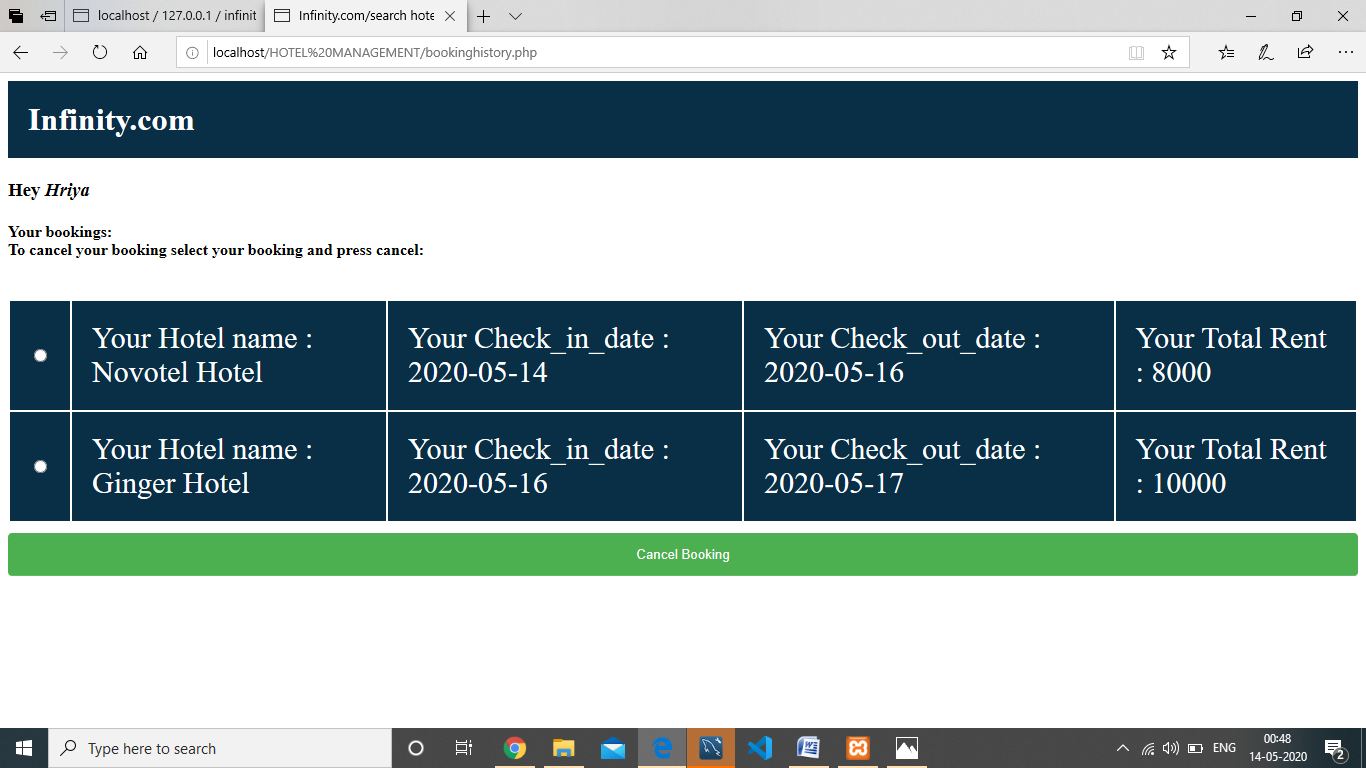 localhost / 127.0.0.1 / infinit
Infinity.com/search hote
localhost/HOTEL%20MANAGEMENT/bookinghistory.php
Infinity.com
Hey Hriya
Your bookings:
To cancel your booking select your booking and press cancel:
Your Hotel name :
Novotel Hotel
Your Check_in_date :
2020-05-14
Your Check_out_date :
2020-05-16
Your Total Rent
: 8000
Your Hotel name :
Ginger Hotel
Your Check_in_date :
2020-05-16
Your Check_out_date :
2020-05-17
Your Total Rent
: 10000
Cancel Booking
Type here to search
ENG
00:48
14-05-2020
2